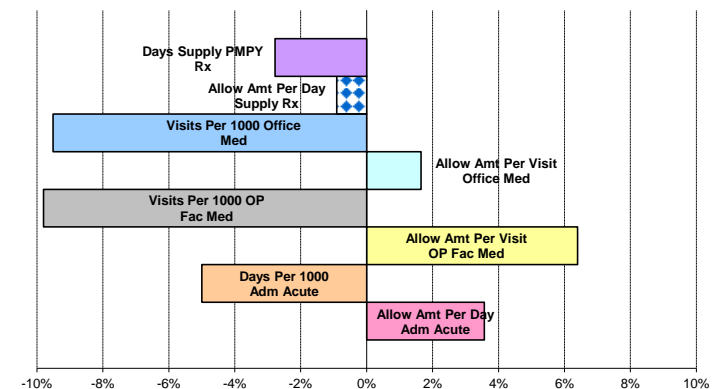 Days Supply PMPY
Rx
Allow Amt Per Day
Supply Rx
Visits Per 1000 Office
Med
Allow Amt Per Visit
Office Med
Visits Per 1000 OP
Fac Med
Allow Amt Per Visit
OP Fac Med
Days Per 1000
Adm Acute
Allow Amt Per Day
Adm Acute
-10% -8% -6% -4% -2% 0% 2% 4% 6% 8% 10%